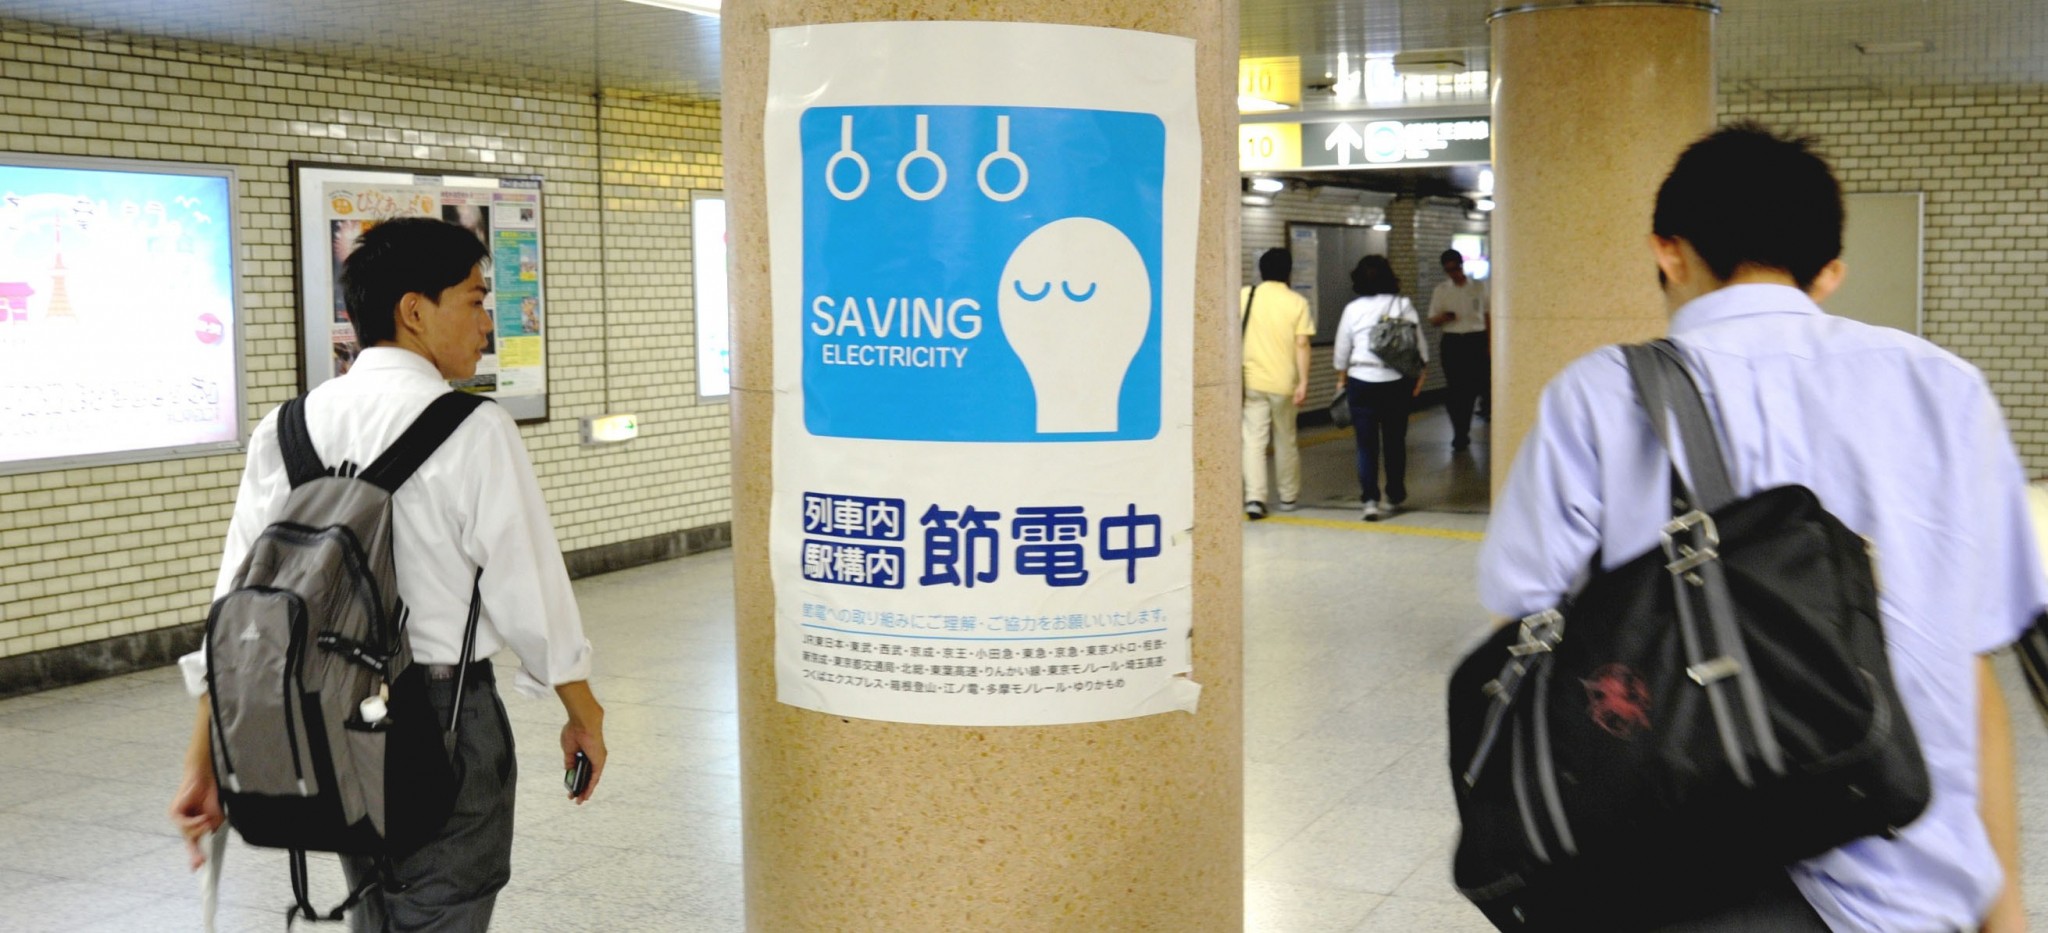 SAVING
ELECTRICITY
列車内
駅構内
節電中
節電への取り組みにご理解・ご協力をお願いいたします。
JR東日本・東武・西武・京成・京王・小田急・東急・京急・東京メトロ・相鉄・
新京成・東京都交通局・北総・東葉高速・りんかい線・東京モノレール・埼玉高速・
つくばエクスプレス・箱根登山・江ノ電・多摩モノレール・ゆりかもめ
10